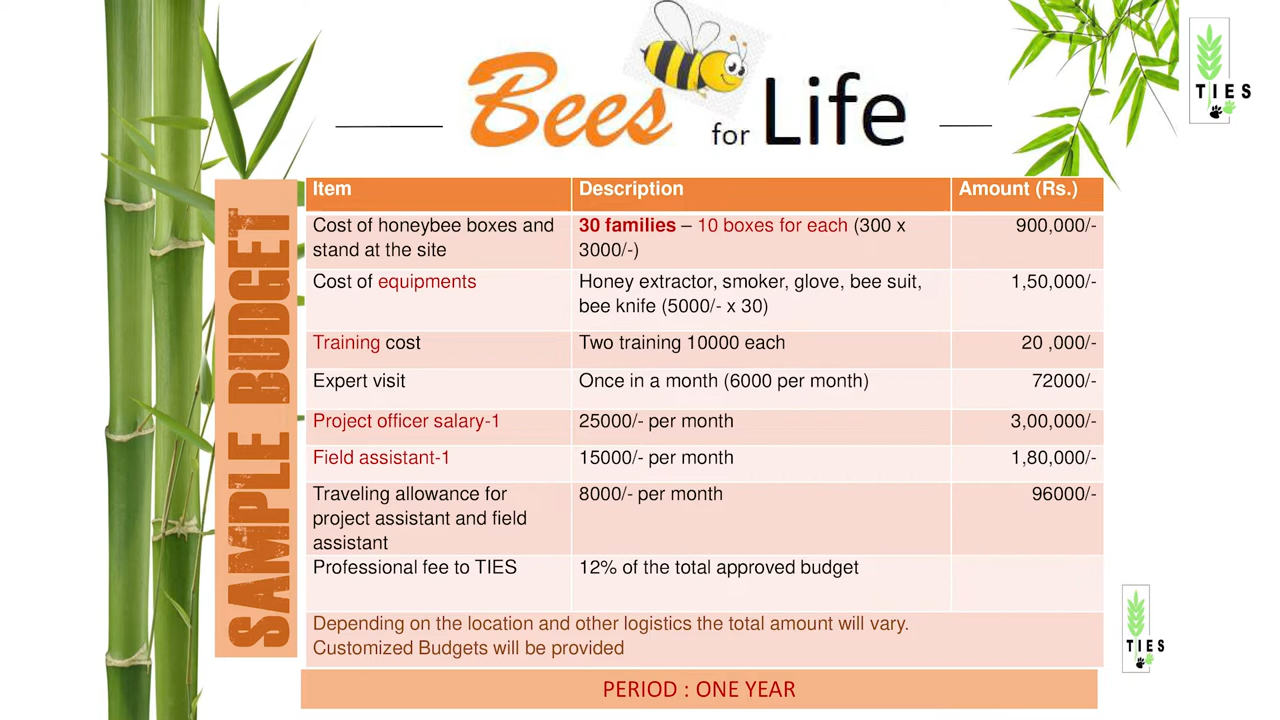 Bees for Life
TIES
SAMPLE BUDGET
Item Description Amount (Rs.)
Cost of honeybee boxes and stand at the site
30 families – 10 boxes for each (300 x 3000/-)
900,000/-
Cost of equipments
Honey extractor, smoker, glove, bee suit, bee knife (5000/- x 30)
1,50,000/-
Training cost
Two training 10000 each
20 ,000/-
Expert visit
Once in a month (6000 per month)
72000/-
Project officer salary-1
25000/- per month
3,00,000/-
Field assistant-1
15000/- per month
1,80,000/-
Traveling allowance for project assistant and field assistant
8000/- per month
96000/-
Professional fee to TIES
12% of the total approved budget
Depending on the location and other logistics the total amount will vary.
Customized Budgets will be provided
TIES
PERIOD : ONE YEAR